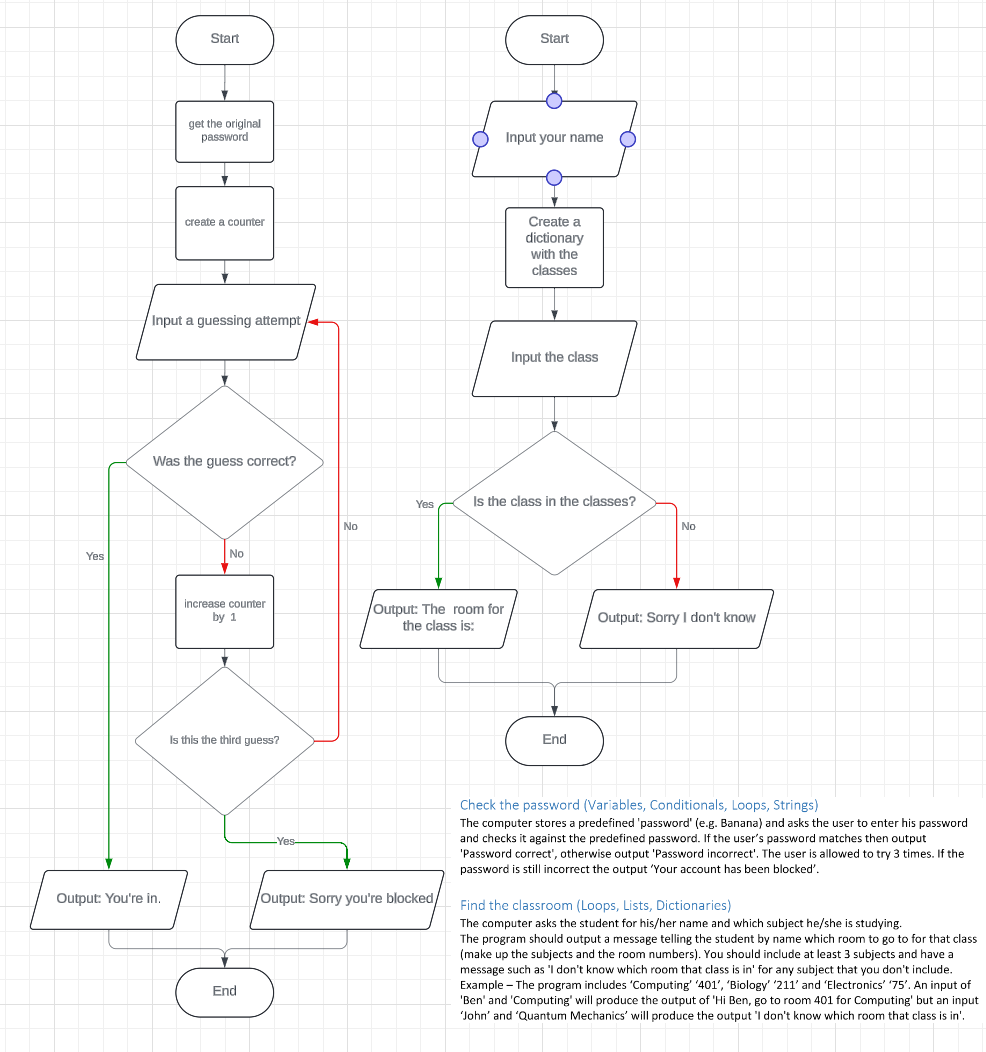 Start
get the original
password
create a counter
Input a guessing attempt
Was the guess correct?
Yes
No
No
increase counter
by 1
Is this the third guess?
Yes
Output: You're in.
Output: Sorry you're blocked
End
Start
Input your name
Create a
dictionary
with the
classes
Input the class
Is the class in the classes?
Yes
No
Output: The room for
the class is:
Output: Sorry I don't know
End
Check the password (Variables, Conditionals, Loops, Strings)
The computer stores a predefined 'password' (e.g. Banana) and asks the user to enter his password
and checks it against the predefined password. If the user’s password matches then output
'Password correct', otherwise output 'Password incorrect'. The user is allowed to try 3 times. If the
password is still incorrect the output ‘Your account has been blocked’.
Find the classroom (Loops, Lists, Dictionaries)
The computer asks the student for his/her name and which subject he/she is studying.
The program should output a message telling the student by name which room to go to for that class
(make up the subjects and the room numbers). You should include at least 3 subjects and have a
message such as 'I don't know which room that class is in' for any subject that you don't include.
Example – The program includes ‘Computing’ ‘401’, ‘Biology’ ‘211’ and ‘Electronics’ ‘75’. An input of
'Ben' and 'Computing' will produce the output of 'Hi Ben, go to room 401 for Computing' but an input
‘John’ and ‘Quantum Mechanics’ will produce the output 'I don't know which room that class is in'.